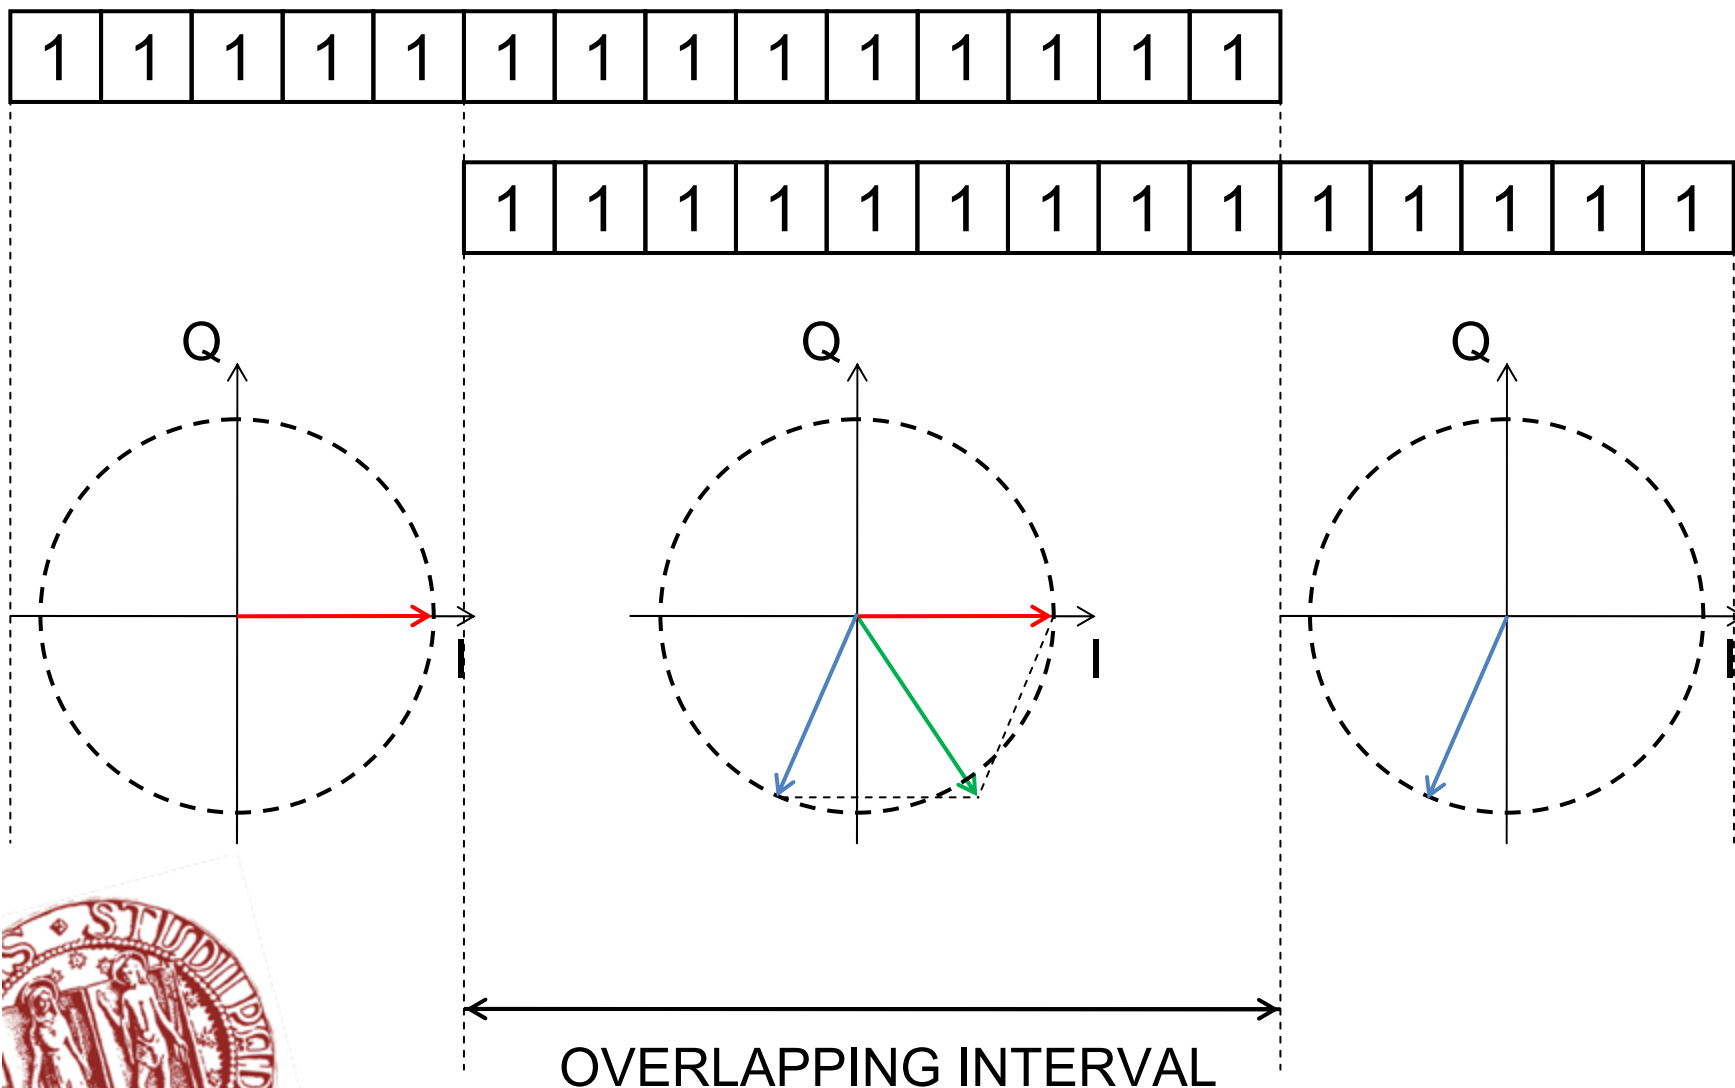 1 1 1 1 1 1 1 1 1 1 1 1 1 1
1 1 1 1 1 1 1 1 1 1 1 1 1 1
Q Q Q
I I I
S • STUDII
OVERLAPPING INTERVAL